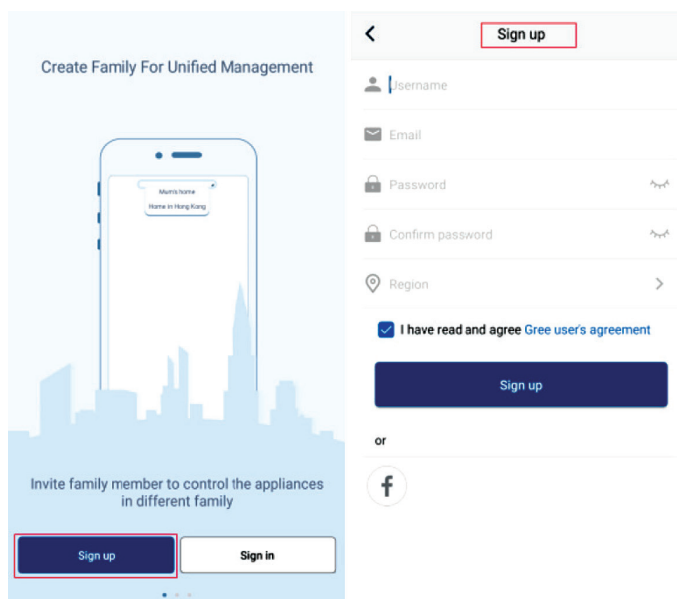 Create Family For Unified Management
Mum's home
Home in Hong Kong
Invite family member to control the appliances
in different family
Sign up
Sign in
Sign up
Username
Email
Password
Confirm password
Region
I have read and agree Gree user's agreement
Sign up
or
f